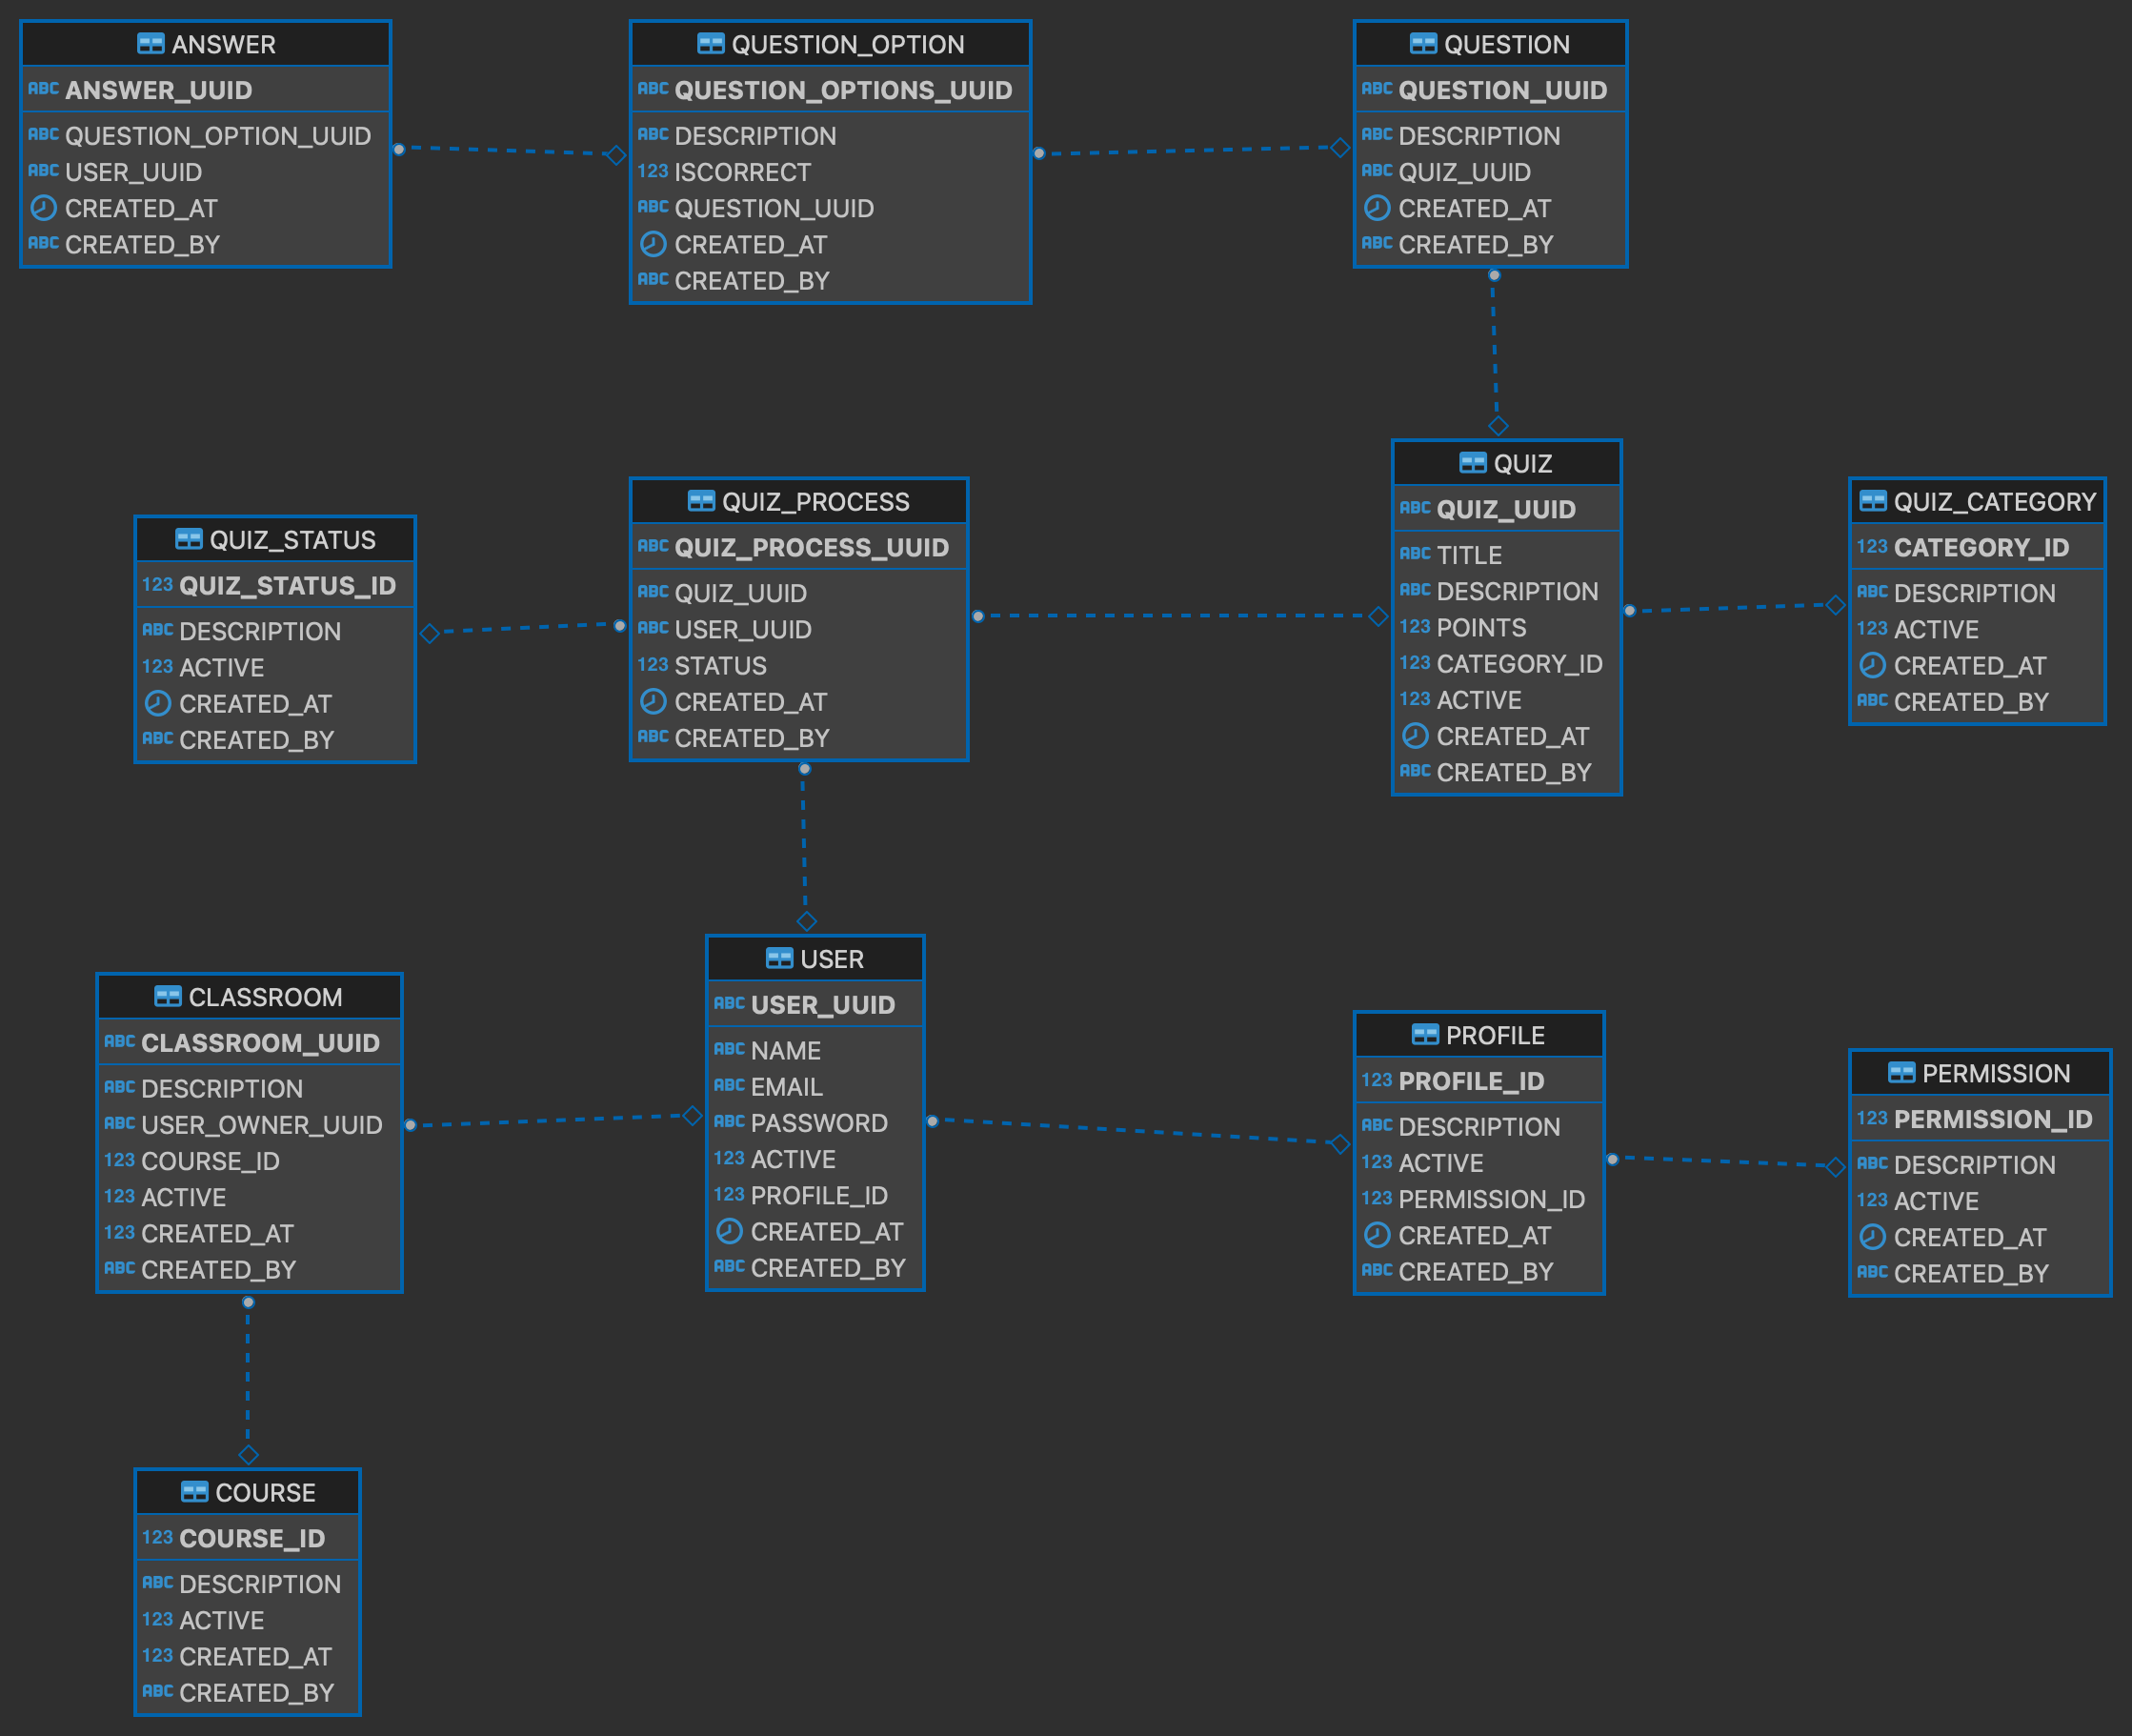 ANSWER
ABC ANSWER_UUID
ABC QUESTION_OPTION_UUID
ABC USER_UUID
CREATED_AT
ABC CREATED_BY
QUESTION_OPTION
ABC QUESTION_OPTIONS_UUID
ABC DESCRIPTION
123 ISCORRECT
ABC QUESTION_UUID
CREATED_AT
ABC CREATED_BY
QUESTION
ABC QUESTION_UUID
ABC DESCRIPTION
ABC QUIZ_UUID
CREATED_AT
ABC CREATED_BY
QUIZ_STATUS
123 QUIZ_STATUS_ID
ABC DESCRIPTION
123 ACTIVE
CREATED_AT
ABC CREATED_BY
QUIZ_PROCESS
ABC QUIZ_PROCESS_UUID
ABC QUIZ_UUID
ABC USER_UUID
123 STATUS
CREATED_AT
ABC CREATED_BY
QUIZ
ABC QUIZ_UUID
ABC TITLE
ABC DESCRIPTION
123 POINTS
123 CATEGORY_ID
123 ACTIVE
CREATED_AT
ABC CREATED_BY
QUIZ_CATEGORY
123 CATEGORY_ID
ABC DESCRIPTION
123 ACTIVE
CREATED_AT
ABC CREATED_BY
CLASSROOM
ABC CLASSROOM_UUID
ABC DESCRIPTION
ABC USER_OWNER_UUID
123 COURSE_ID
123 ACTIVE
123 CREATED_AT
ABC CREATED_BY
USER
ABC USER_UUID
ABC NAME
ABC EMAIL
ABC PASSWORD
123 ACTIVE
123 PROFILE_ID
CREATED_AT
ABC CREATED_BY
PROFILE
123 PROFILE_ID
ABC DESCRIPTION
123 ACTIVE
123 PERMISSION_ID
CREATED_AT
ABC CREATED_BY
PERMISSION
123 PERMISSION_ID
ABC DESCRIPTION
123 ACTIVE
CREATED_AT
ABC CREATED_BY
COURSE
123 COURSE_ID
ABC DESCRIPTION
123 ACTIVE
123 CREATED_AT
ABC CREATED_BY